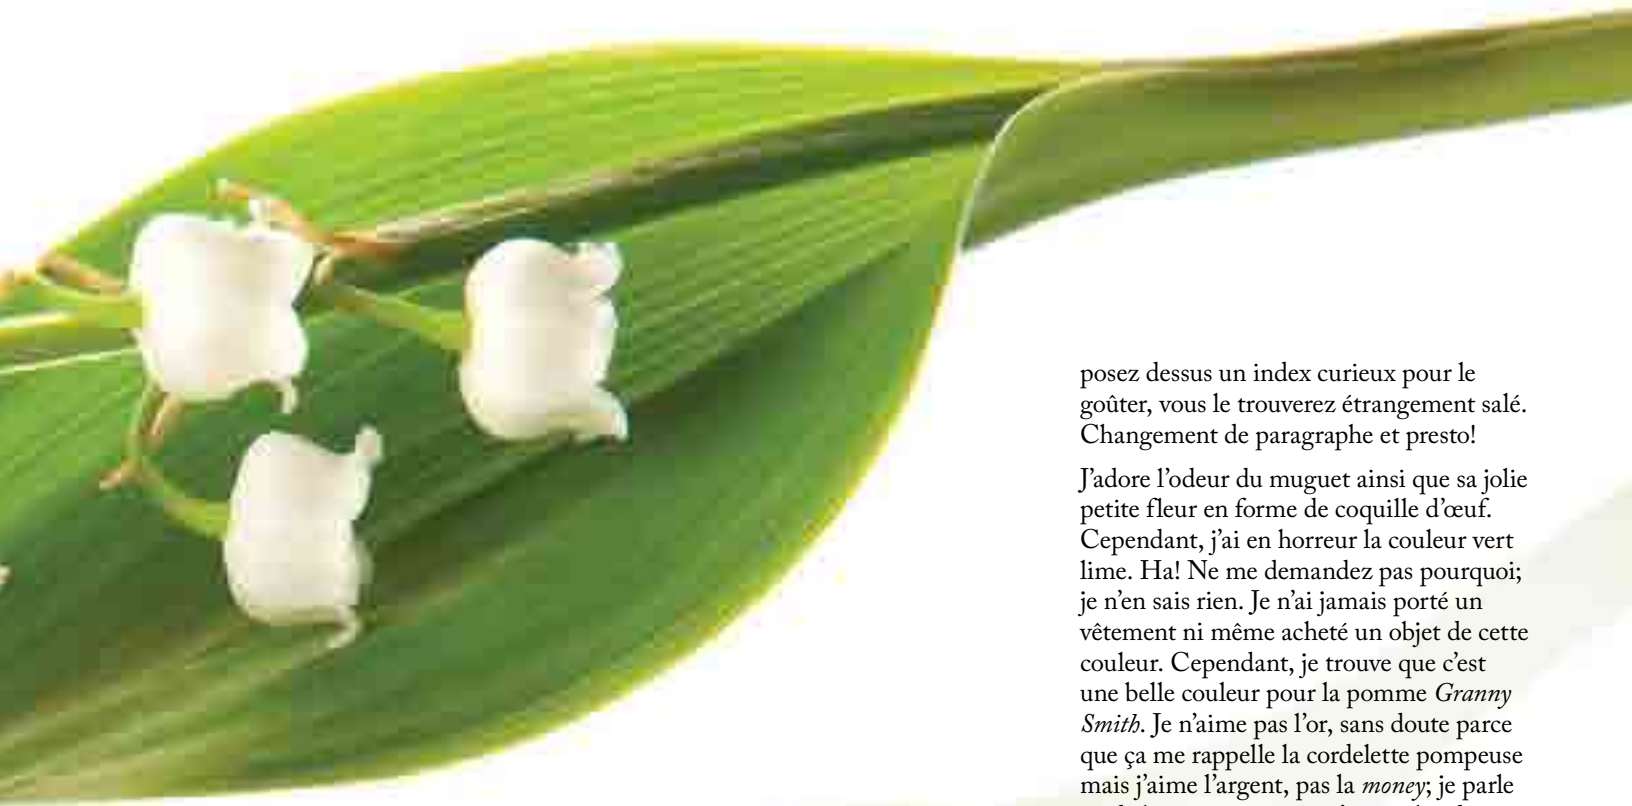 posez dessus un index curieux pour le
goûter, vous le trouverez étrangement salé.
Changement de paragraphe et presto!
J’adore l’odeur du muguet ainsi que sa jolie
petite fleur en forme de coquille d’œuf.
Cependant, j’ai en horreur la couleur vert
lime. Ha! Ne me demandez pas pourquoi;
je n’en sais rien. Je n’ai jamais porté un
vêtement ni même acheté un objet de cette
couleur. Cependant, je trouve que c’est
une belle couleur pour la pomme Granny
Smith. Je n’aime pas l’or, sans doute parce
que ça me rappelle la cordelette pompeuse
mais j’aime l’argent, pas la money; je parle